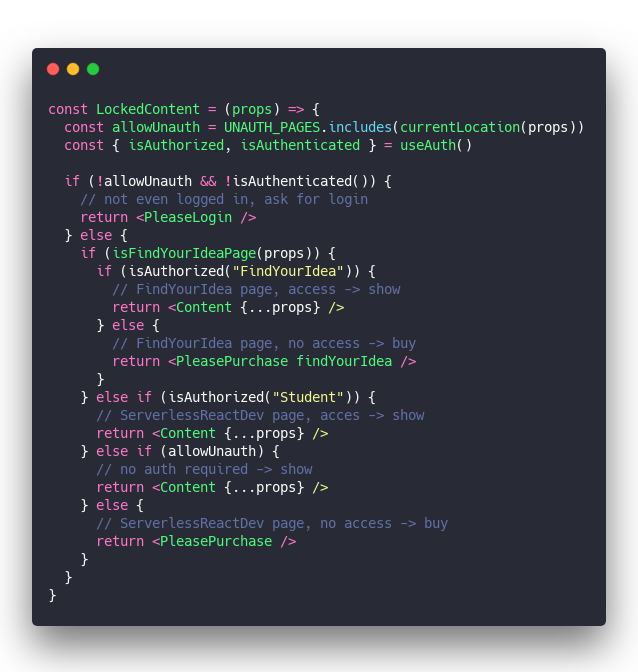 const LockedContent = (props) => {
  const allowUnauth = UNAUTH_PAGES.includes(currentLocation(props))
  const { isAuthorized, isAuthenticated } = useAuth()

  if (!allowUnauth && !isAuthenticated()) {
    // not even logged in, ask for login
    return <PleaseLogin />
  } else {
    if (isFindYourIdeaPage(props)) {
      if (isAuthorized("FindYourIdea")) {
        // FindYourIdea page, access -> show
        return <Content {...props} />
      } else {
        // FindYourIdea page, no access -> buy
        return <PleasePurchase findYourIdea />
      }
    } else if (isAuthorized("Student")) {
      // ServerlessReactDev page, acces -> show
      return <Content {...props} />
    } else if (allowUnauth) {
      // no auth required -> show
      return <Content {...props} />
    } else {
      // ServerlessReactDev page, no access -> buy
      return <PleasePurchase />
    }
  }
}